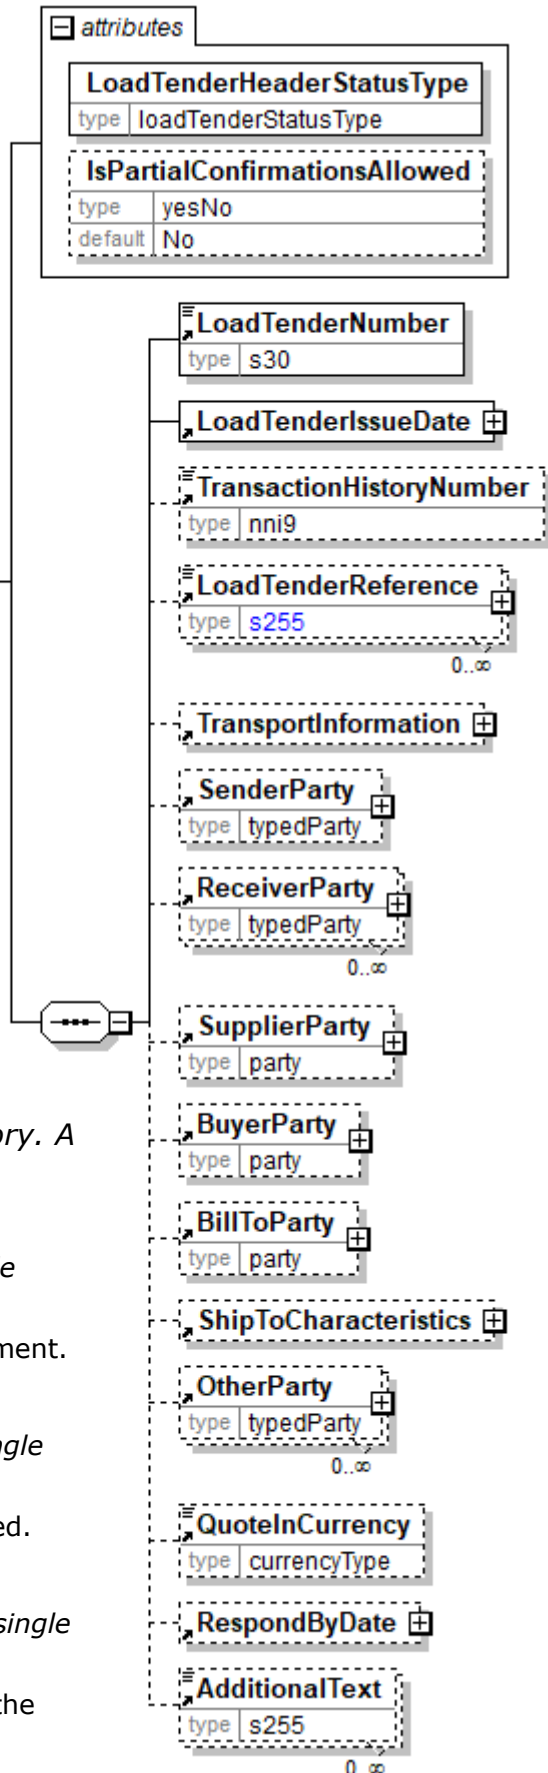 attributes
LoadTenderHeaderStatusType
type loadTenderStatusType
IsPartialConfirmationsAllowed
type yesNo
default No
LoadTenderNumber
type s30
LoadTenderIssueDate
TransactionHistoryNumber
type nni9
LoadTenderReference
type s255
0..∞
TransportInformation
SenderParty
type typedParty
ReceiverParty
type typedParty
0..∞
SupplierParty
type party
ory. A
BuyerParty
type party
BillToParty
type party
e
ShipToCharacteristics
ment.
OtherParty
type typedParty
0..∞
ngle
QuoteInCurrency
type currencyType
ed.
RespondByDate
single
AdditionalText
type s255
the
0..∞